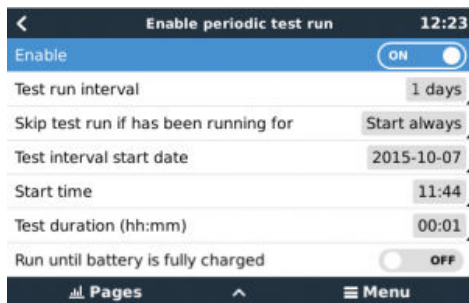 Enable periodic test run 12:23
Enable ON
Test run interval 1 days
Skip test run if has been running for Start always
Test interval start date 2015-10-07
Start time 11:44
Test duration (hh:mm) 00:01
Run until battery is fully charged OFF
Pages Menu